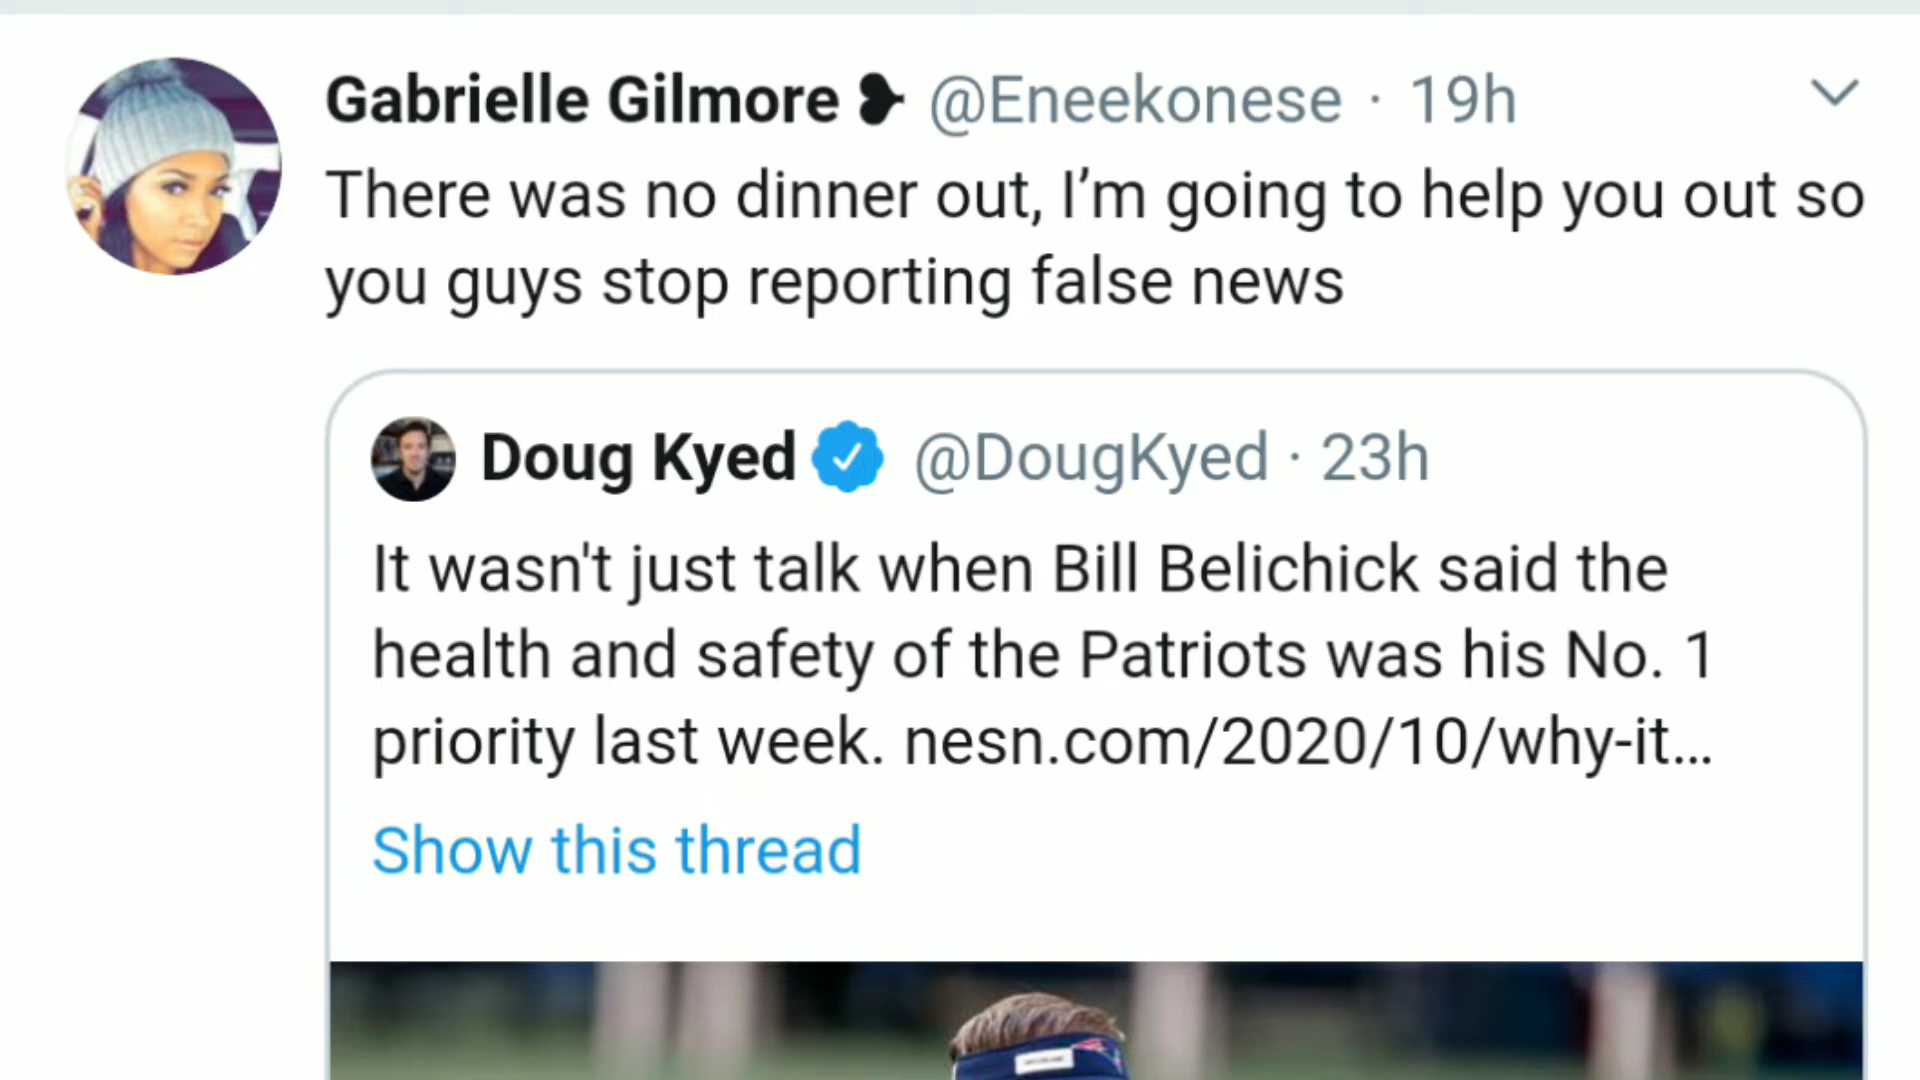 Gabrielle Gilmore ❥ @Eneekonese · 19h
There was no dinner out, I’m going to help you out so
you guys stop reporting false news
Doug Kyed @DougKyed · 23h
It wasn't just talk when Bill Belichick said the
health and safety of the Patriots was his No. 1
priority last week. nesn.com/2020/10/why-it…
Show this thread